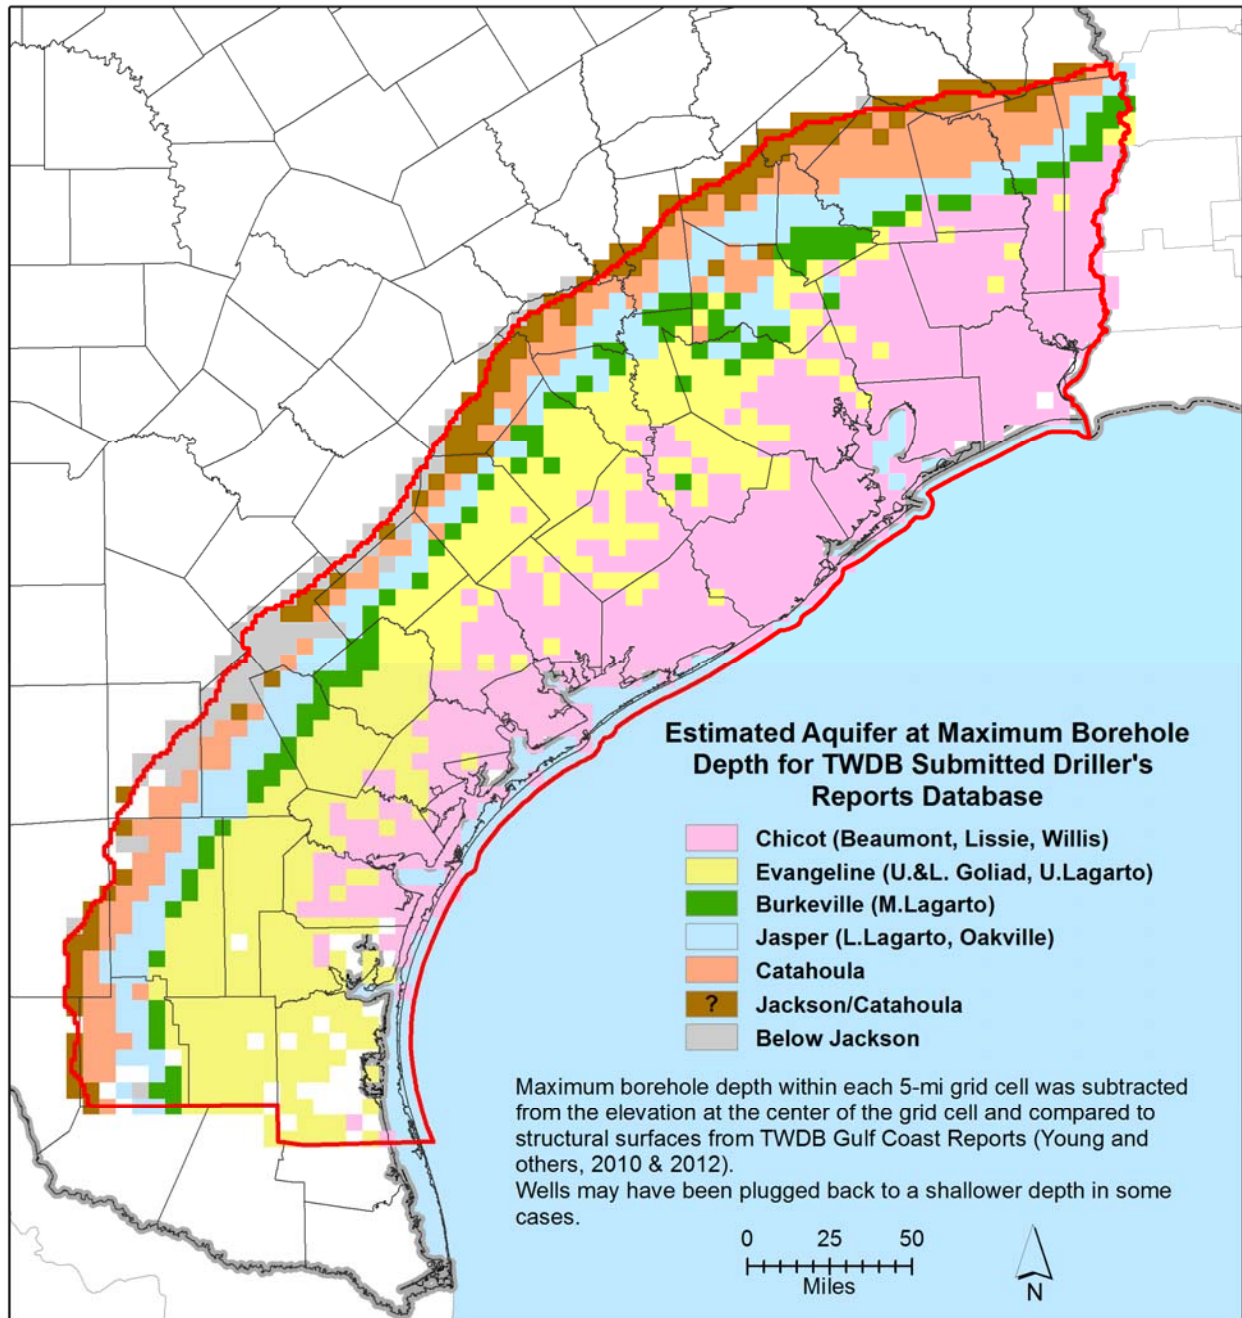 Estimated Aquifer at Maximum Borehole
Depth for TWDB Submitted Driller's
Reports Database
Chicot (Beaumont, Lissie, Willis)
Evangeline (U.&L. Goliad, U.Lagarto)
Burkeville (M.Lagarto)
Jasper (L.Lagarto, Oakville)
Catahoula
? Jackson/Catahoula
Below Jackson
Maximum borehole depth within each 5-mi grid cell was subtracted
from the elevation at the center of the grid cell and compared to
structural surfaces from TWDB Gulf Coast Reports (Young and
others, 2010 & 2012).
Wells may have been plugged back to a shallower depth in some
cases.
0 25 50
Miles
N